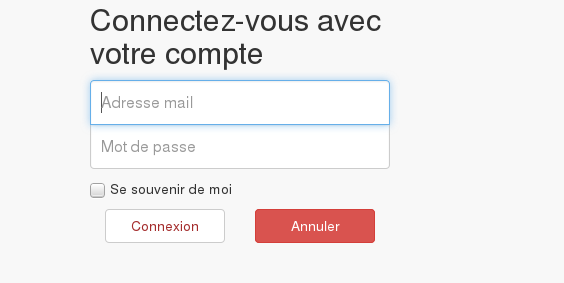 Connectez-vous avec
votre compte
Adresse mail
Mot de passe
Se souvenir de moi
Connexion
Annuler